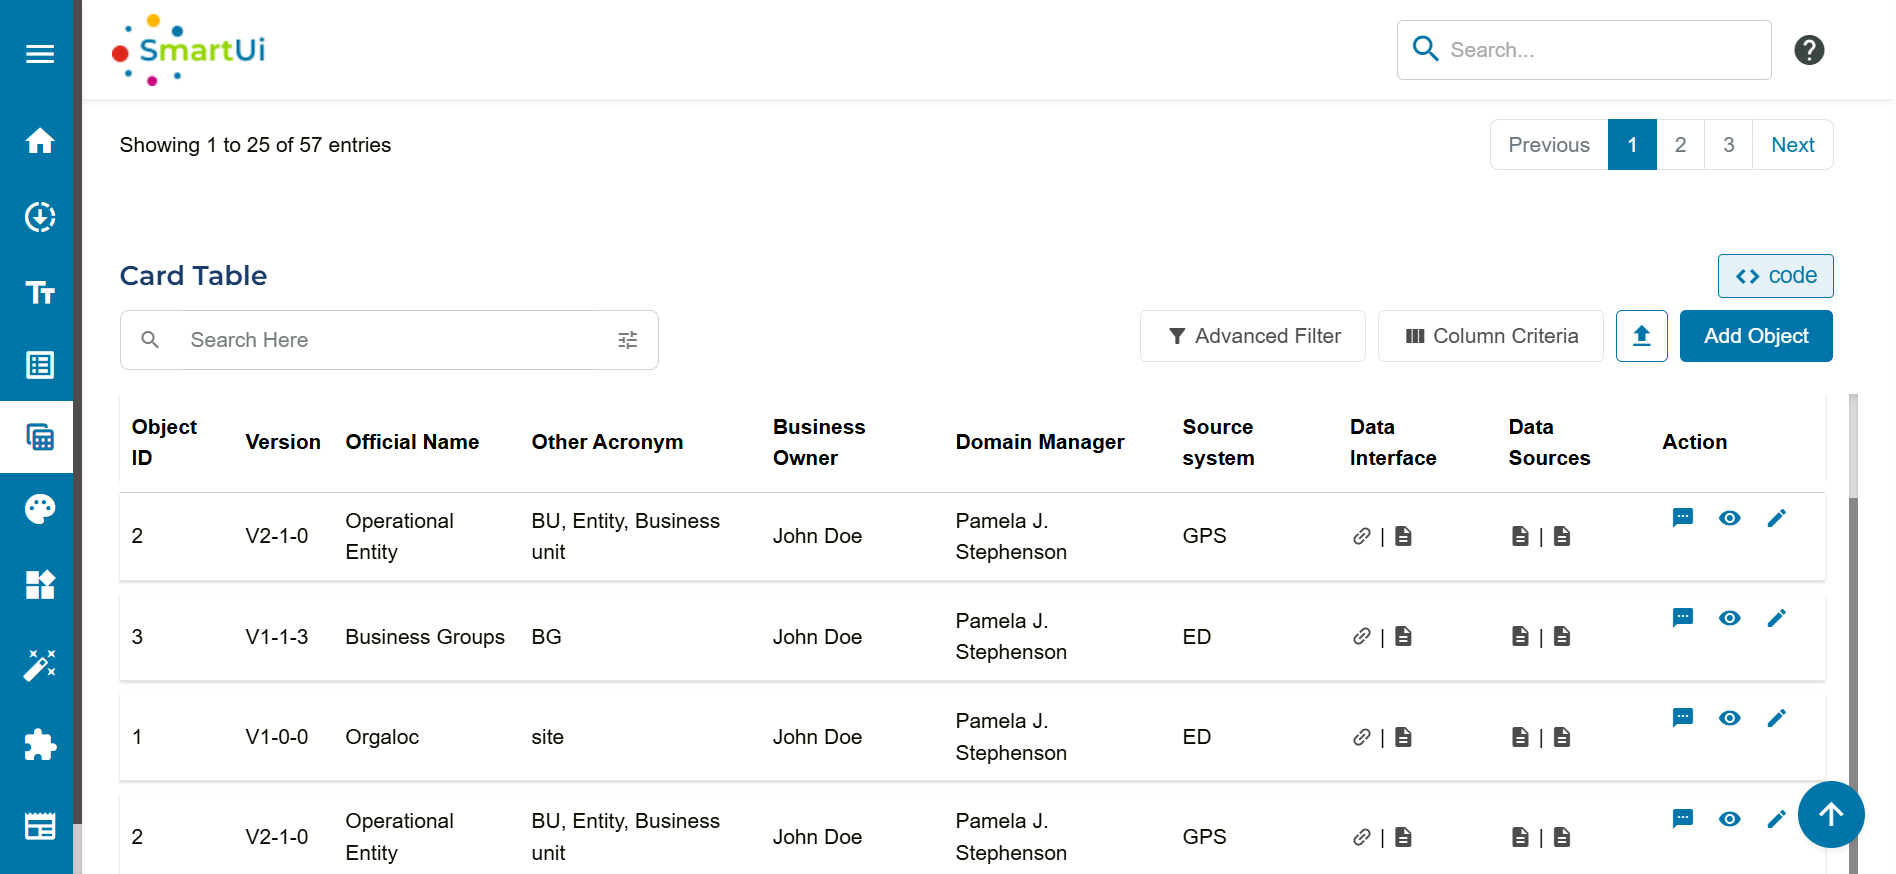 SmartUi
Search...
Showing 1 to 25 of 57 entries
Previous 1 2 3 Next
Card Table
<> code
Search Here
Advanced Filter
Column Criteria
Add Object
Object ID Version Official Name Other Acronym Business Owner Domain Manager Source system Data Interface Data Sources Action
2 V2-1-0 Operational Entity BU, Entity, Business unit John Doe Pamela J. Stephenson GPS | |
3 V1-1-3 Business Groups BG John Doe Pamela J. Stephenson ED | |
1 V1-0-0 Orgaloc site John Doe Pamela J. Stephenson ED | |
2 V2-1-0 Operational Entity BU, Entity, Business unit John Doe Pamela J. Stephenson GPS | |